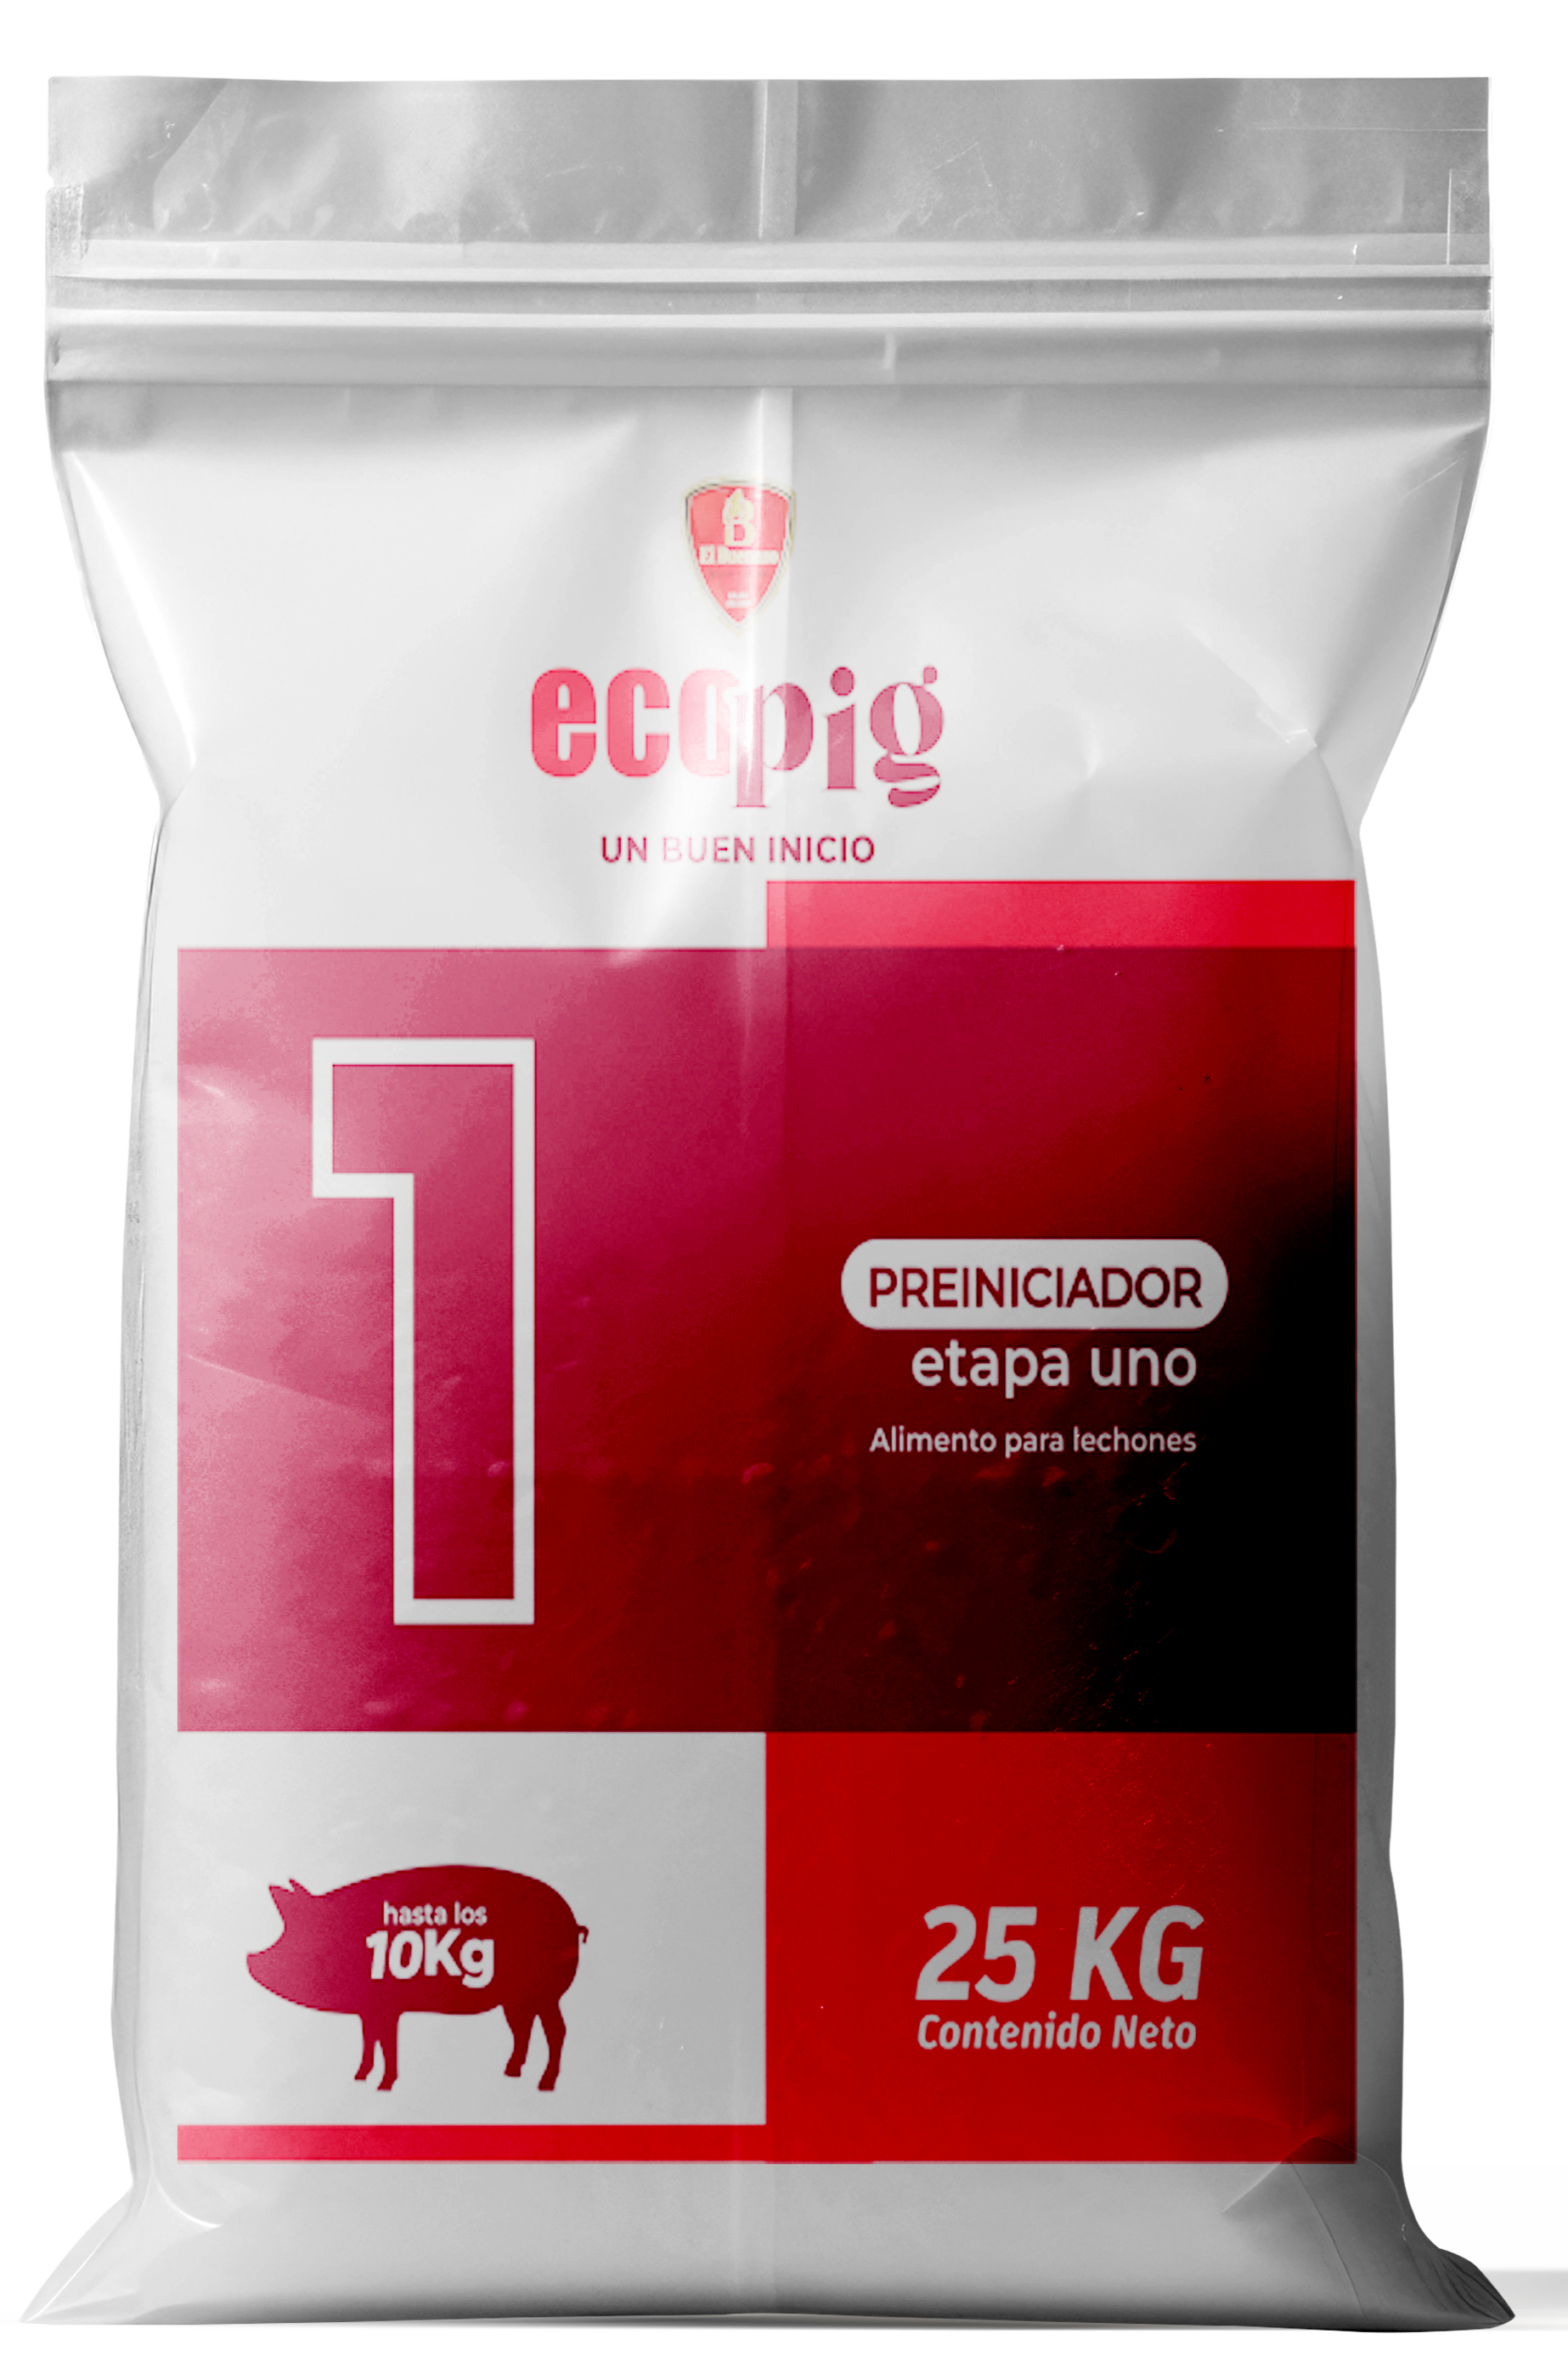 B
ecopig
UN BUEN INICIO
1
PREINICIADOR
etapa uno
Alimento para lechones
hasta los
10Kg
25 KG
Contenido Neto